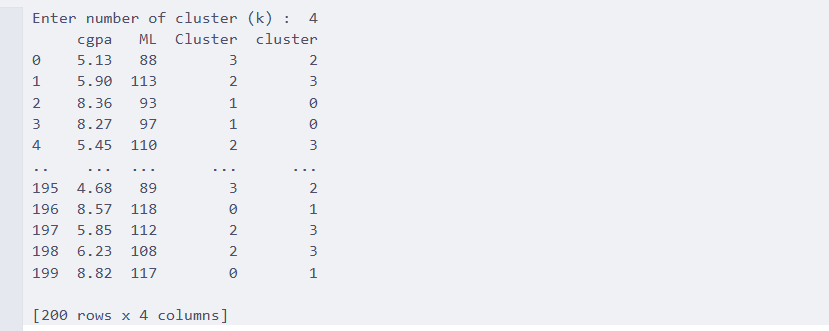 Enter number of cluster (k) :  4
cgpa   ML  Cluster  cluster
0    5.13   88        3        2
1    5.90  113        2        3
2    8.36   93        1        0
3    8.27   97        1        0
4    5.45  110        2        3
..    ...  ...      ...      ...
195  4.68   89        3        2
196  8.57  118        0        1
197  5.85  112        2        3
198  6.23  108        2        3
199  8.82  117        0        1
[200 rows x 4 columns]